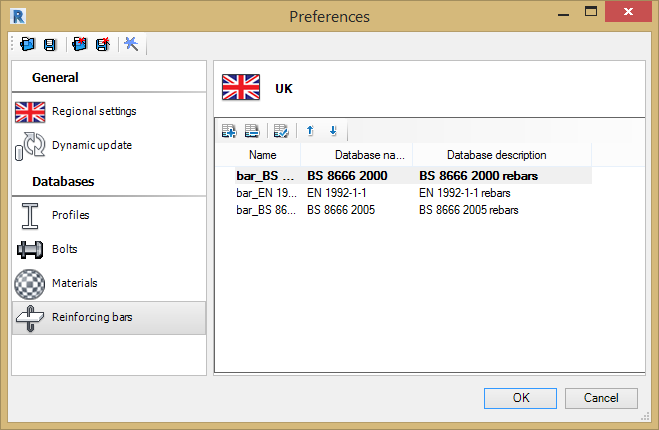 Preferences
General
Regional settings
Dynamic update
Databases
Profiles
Bolts
Materials
Reinforcing bars
UK
Name Database na... Database description
bar_BS ... BS 8666 2000 BS 8666 2000 rebars
bar_EN 19... EN 1992-1-1 EN 1992-1-1 rebars
bar_BS 86... BS 8666 2005 BS 8666 2005 rebars
OK Cancel